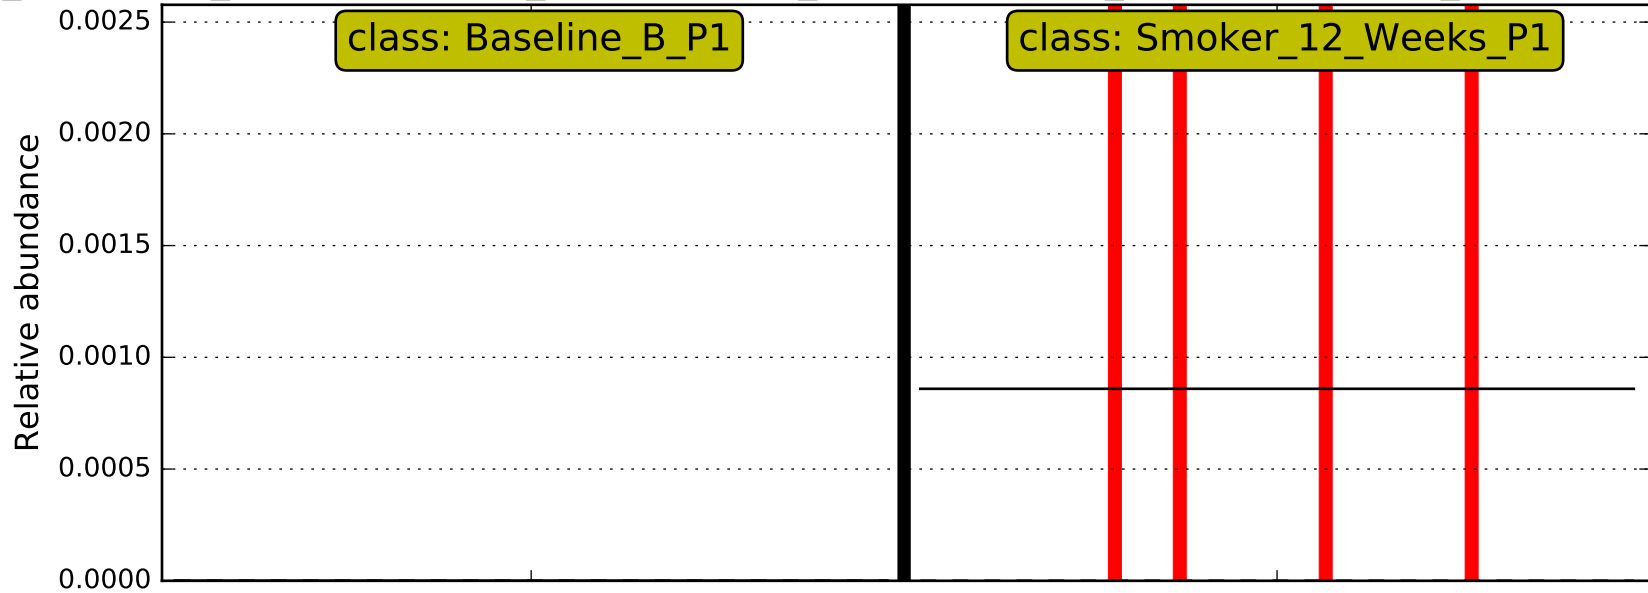 0.0025
class: Baseline_B_P1
class: Smoker_12_Weeks_P1
0.0020
0.0015
0.0010
0.0005
0.0000
Relative abundance